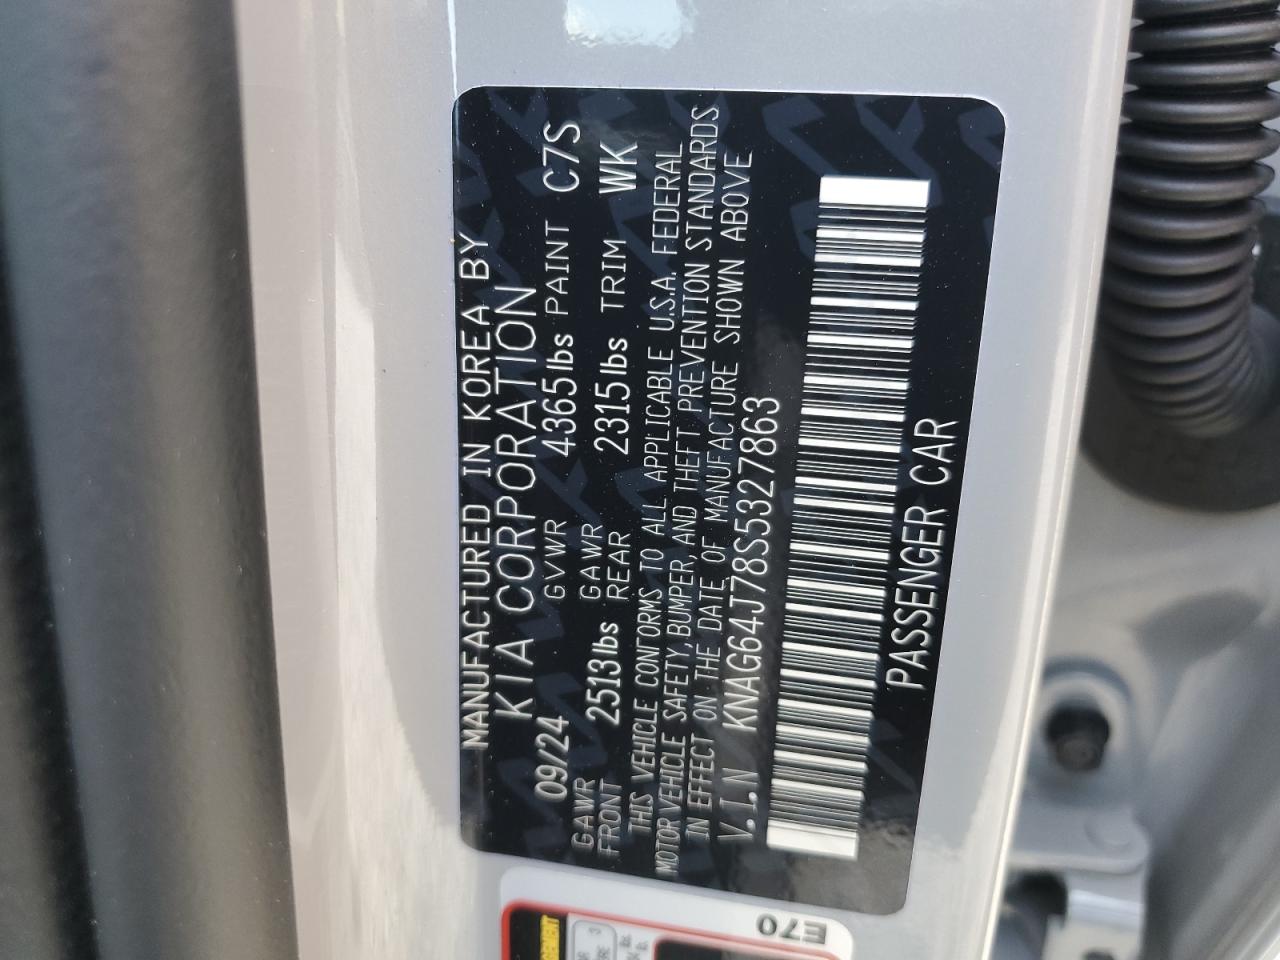 MANUFACTURED IN KOREA BY
KIA CORPORATION
09/24 GVWR 4365lbs PAINT C7S
GAWR FRONT 2513lbs GAWR REAR 2315lbs TRIM WK
THIS VEHICLE CONFORMS TO ALL APPLICABLE U.S.A. FEDERAL
MOTOR VEHICLE SAFETY, BUMPER, AND THEFT PREVENTION STANDARDS
IN EFFECT ON THE DATE OF MANUFACTURE SHOWN ABOVE
V.I.N KNAG64J78S5327863
PASSENGER CAR
E70